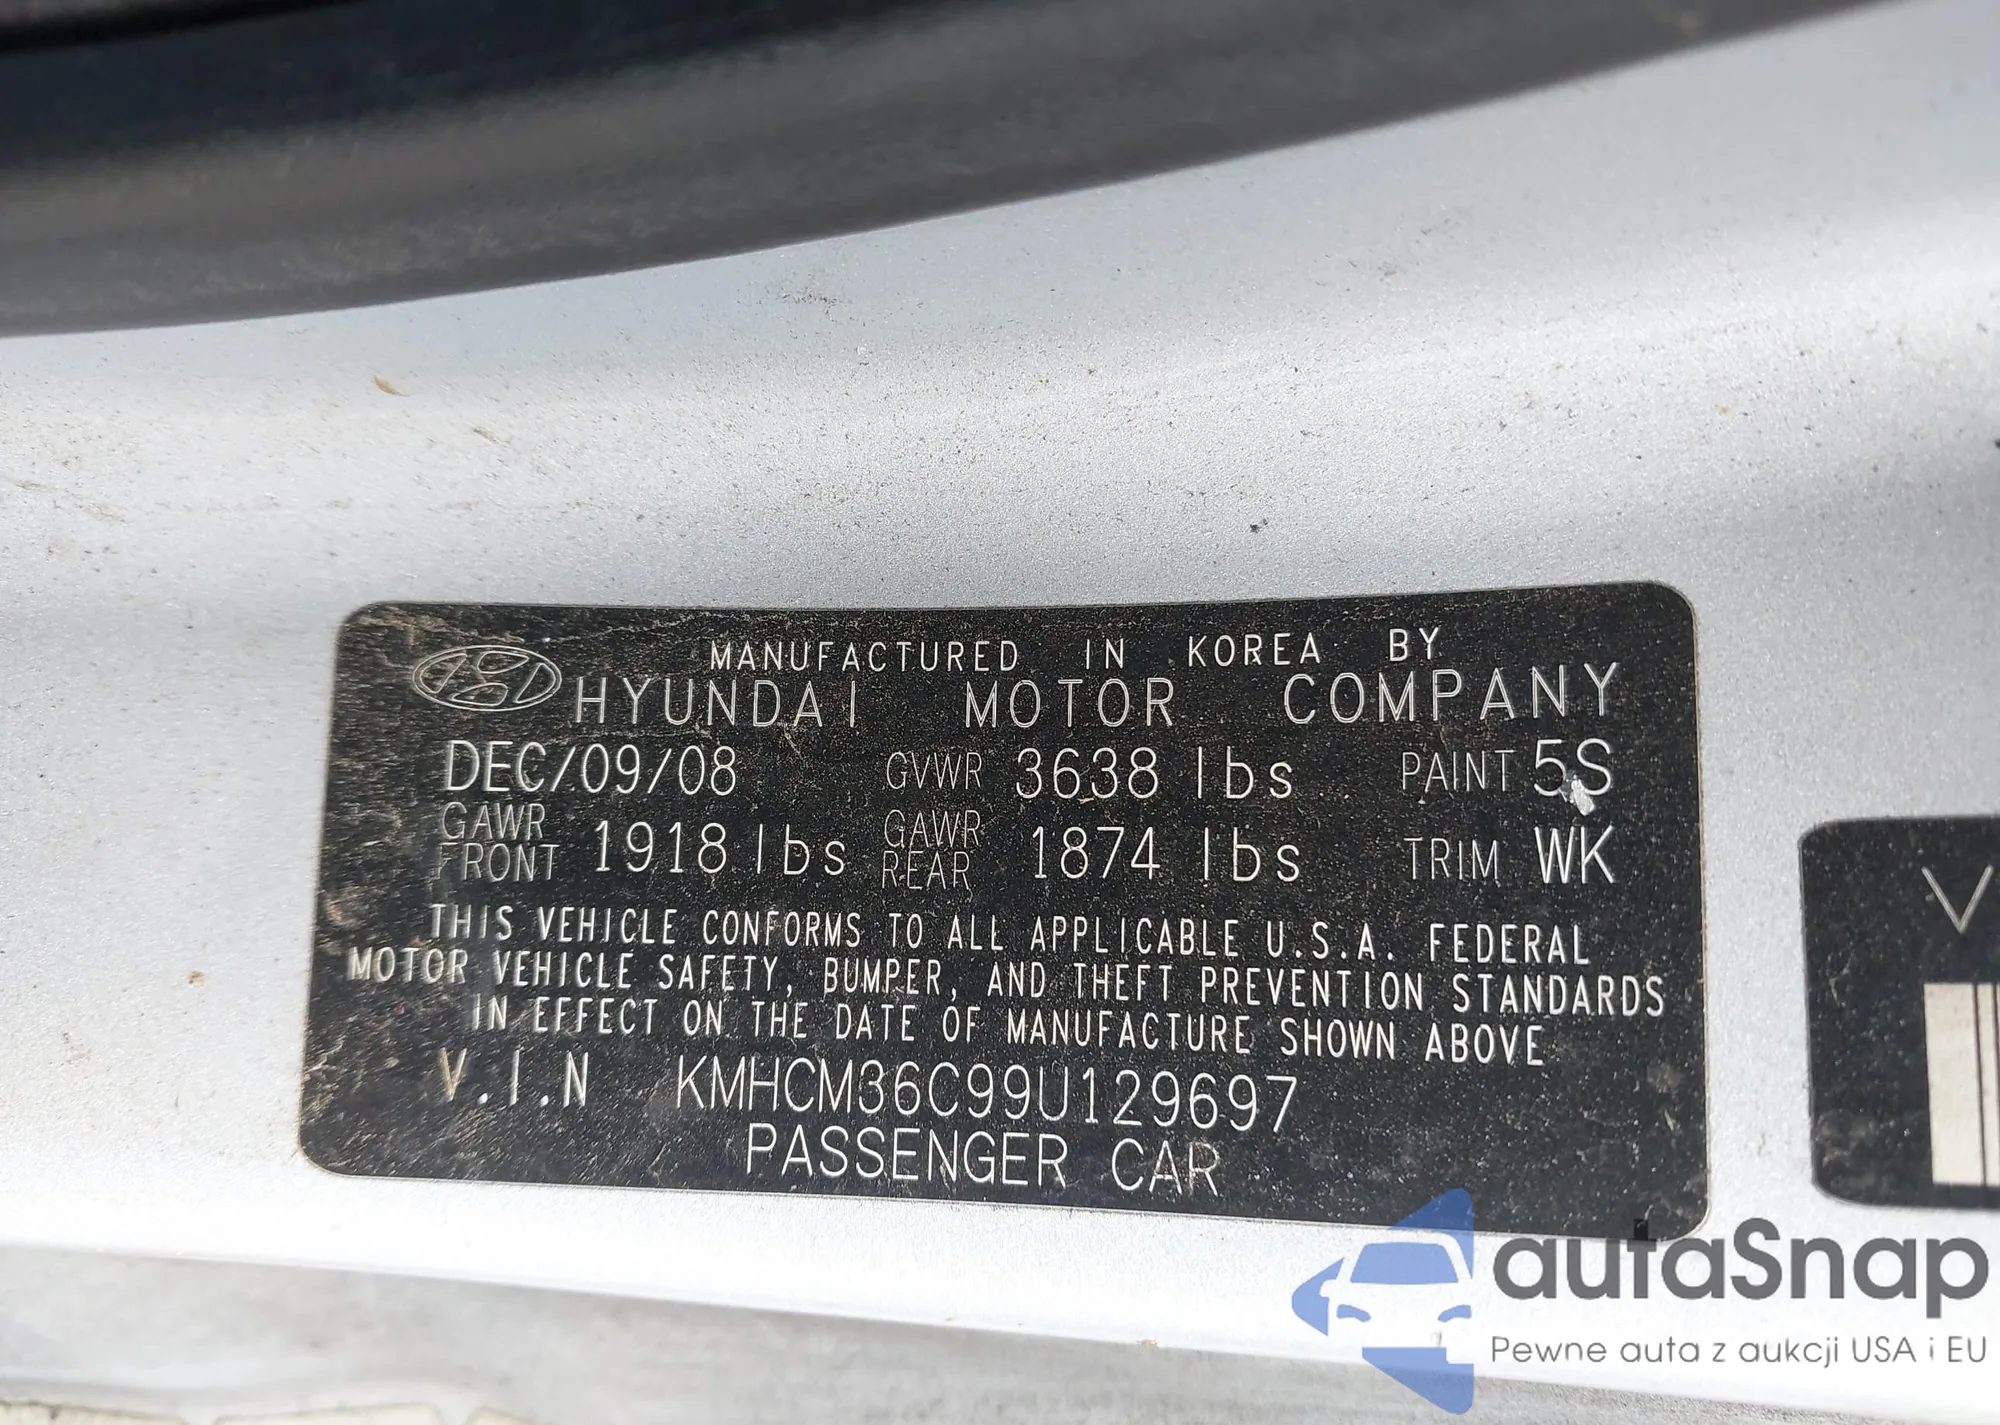 MANUFACTURED IN KOREA BY
HYUNDAI MOTOR COMPANY
DEC/09/08 GVWR 3638 lbs PAINT 5S
GAWR FRONT 1918 lbs GAWR REAR 1874 lbs TRIM WK
THIS VEHICLE CONFORMS TO ALL APPLICABLE U.S.A. FEDERAL
MOTOR VEHICLE SAFETY, BUMPER, AND THEFT PREVENTION STANDARDS
IN EFFECT ON THE DATE OF MANUFACTURE SHOWN ABOVE
V.I.N KMHCM36C99U129697
PASSENGER CAR
V
autaSnap
Pewne auta z aukcji USA i EU